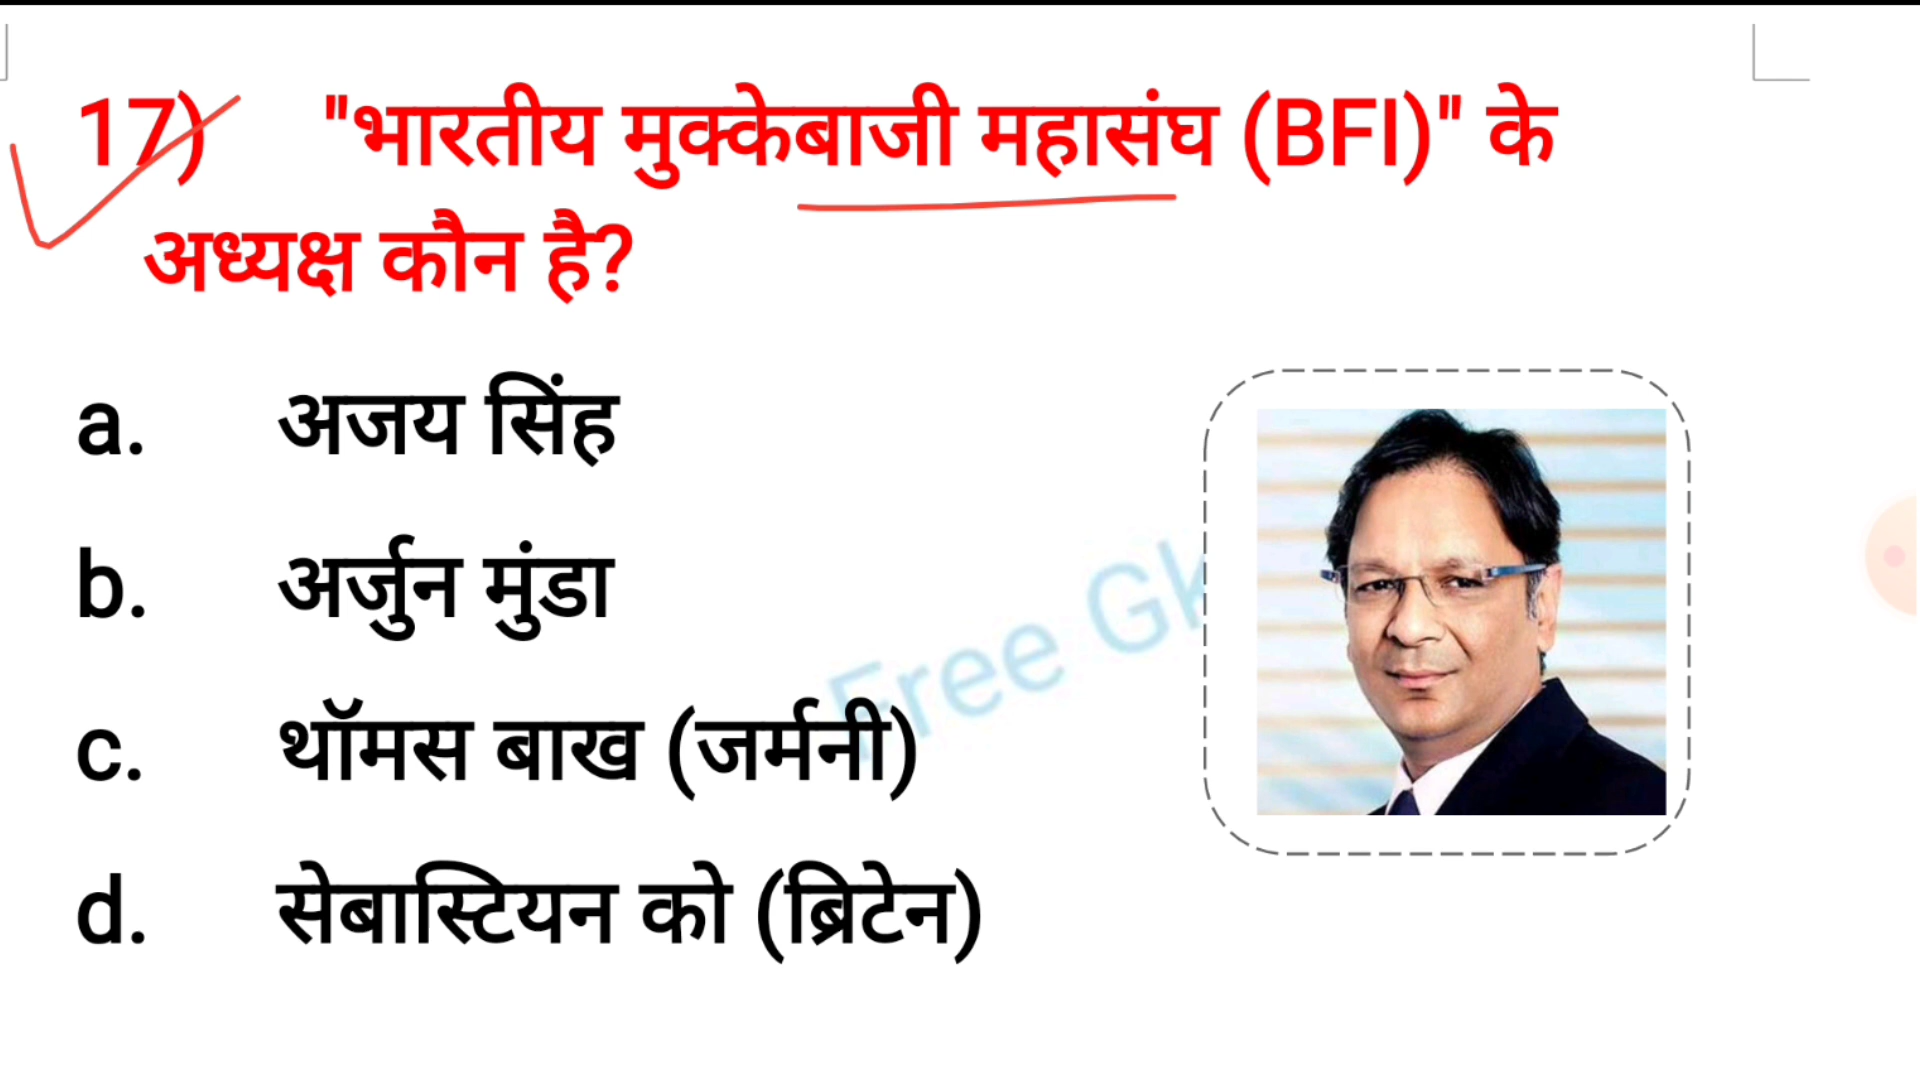 17) "भारतीय मुक्केबाजी महासंघ (BFI)" के
अध्यक्ष कौन है?
a. अजय सिंह
b. अर्जुन मुंडा
c. थॉमस बाख (जर्मनी)
d. सेबास्टियन को (ब्रिटेन)
Free Gk